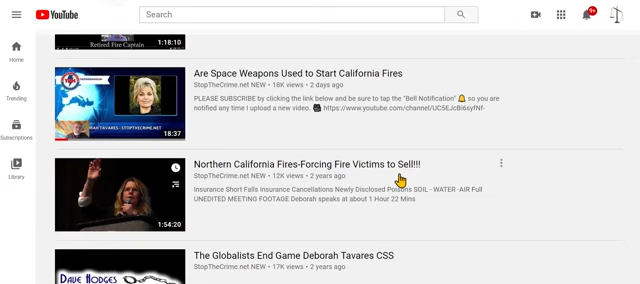 YouTube
Search
9+
Home
Trending
Subscriptions
Library
Retired Fire Captain
1:18:10
Are Space Weapons Used to Start California Fires
StopTheCrime.net NEW • 18K views • 2 days ago
PLEASE SUBSCRIBE by clicking the link below and be sure to tap the "Bell Notification" 🔔 so you are
notified any time I upload a new video. https://www.youtube.com/channel/UC5EJcBi6syfNf-
TARES - STOPTHECRIME.NET
18:37
Northern California Fires-Forcing Fire Victims to Sell!!!
StopTheCrime.net NEW • 12K views • 2 years ago
Insurance Short Falls Insurance Cancellations Newly Disclosed Poisons SOIL - WATER -AIR Full
UNEDITED MEETING FOOTAGE Deborah speaks at about 1 Hour 22 Mins
1:54:20
The Globalists End Game Deborah Tavares CSS
StopTheCrime.net NEW • 17K views • 2 years ago
DAVE HODGES